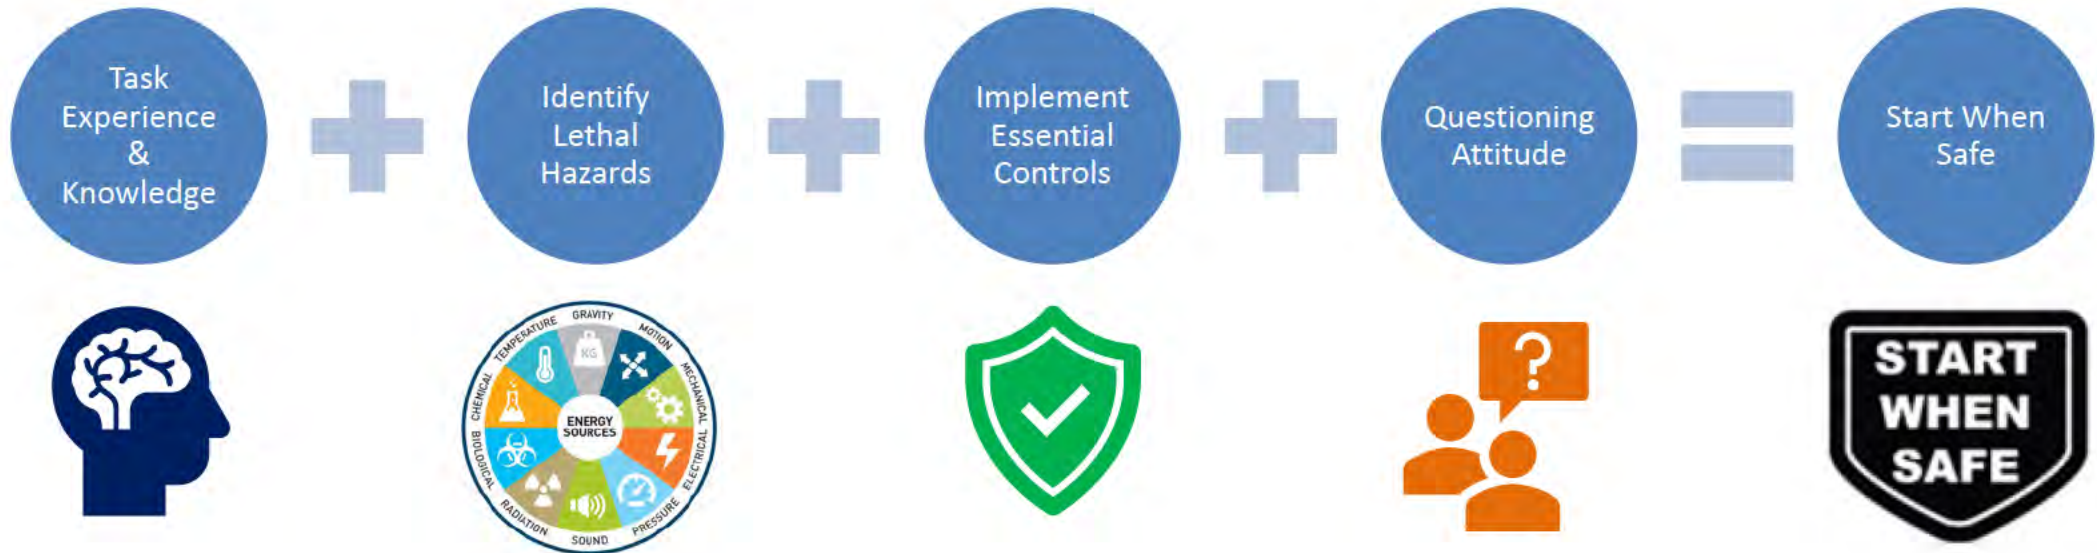 Task
Experience
&
Knowledge
Identify
Lethal
Hazards
Implement
Essential
Controls
Questioning
Attitude
Start When
Safe
GRAVITY
MOTION
MECHANICAL
ELECTRICAL
PRESSURE
SOUND
RADIATION
BIOLOGICAL
CHEMICAL
TEMPERATURE
KG
ENERGY
SOURCES
?
START
WHEN
SAFE